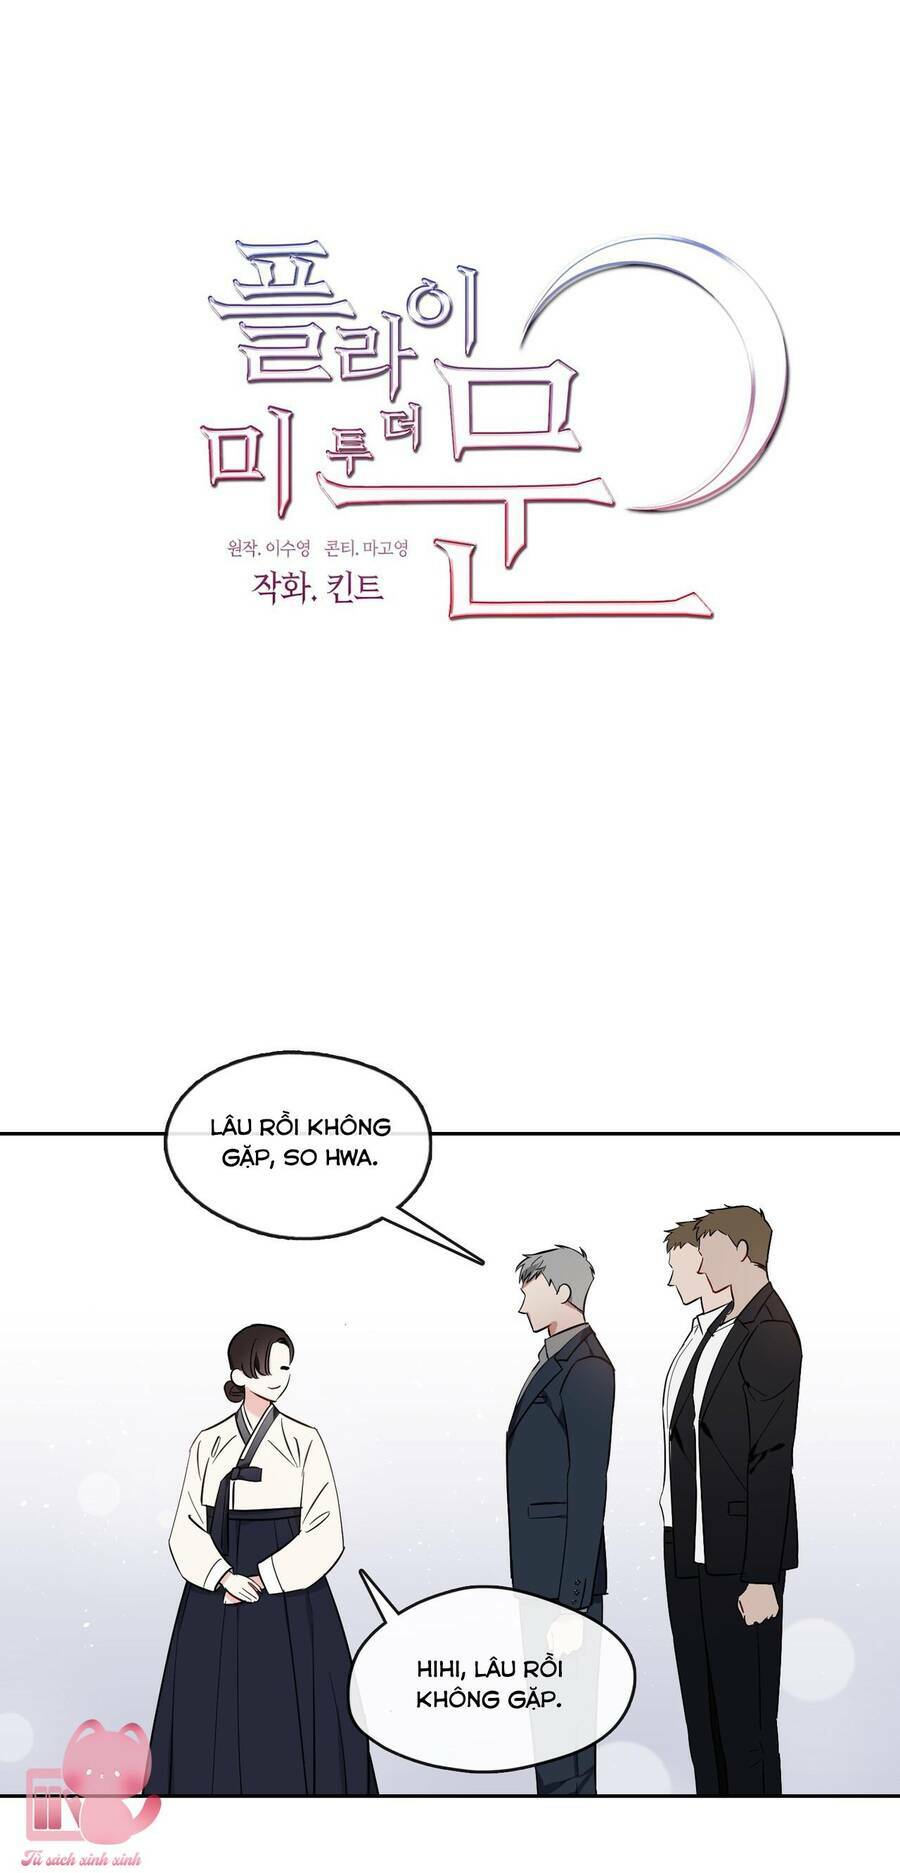 플라이
미 투 더 문
원작. 이수영 콘티. 마고영
작화. 킨트
LÂU RỒI KHÔNG
GẶP, SO HWA.
HIHI, LÂU RỒI
KHÔNG GẶP.
Tủ sách xinh xinh